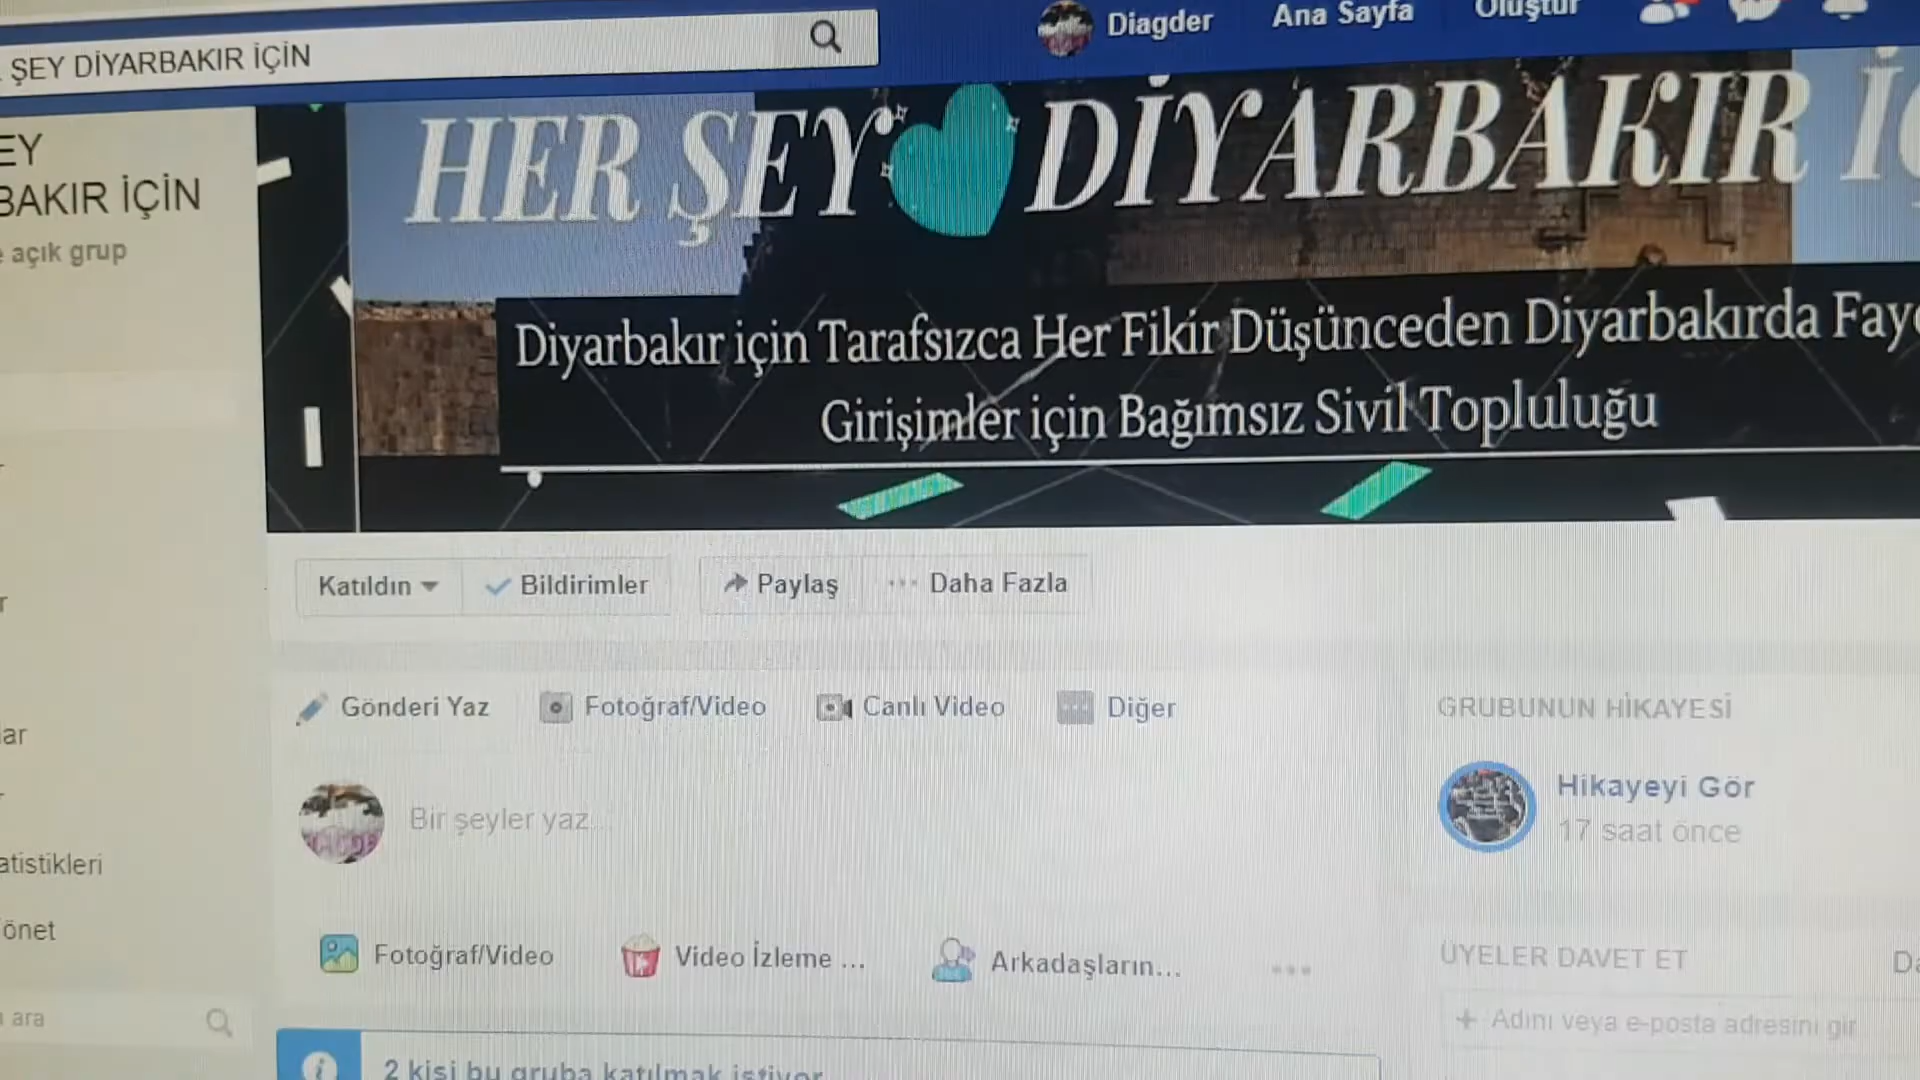 ŞEY DİYARBAKIR İÇİN
Diagder
Ana Sayfa
Oluştur
EY
BAKIR İÇİN
açık grup
HER ŞEY DİYARBAKIR
Diyarbakır için Tarafsızca Her Fikir Düşünceden Diyarbakırda
Girişimler için Bağımsız Sivil Topluluğu
Katıldın
Bildirimler
Paylaş
Daha Fazla
Gönderi Yaz
Fotoğraf/Video
Canlı Video
Diğer
Bir şeyler yaz...
Fotoğraf/Video
Video İzleme ...
Arkadaşların...
GRUBUNUN HİKAYESİ
Hikayeyi Gör
17 saat önce
ÜYELER DAVET ET
+ Adını veya e-posta adresini gir
atistikleri
önet
ara
2 kişi bu gruba katılmak istiyor